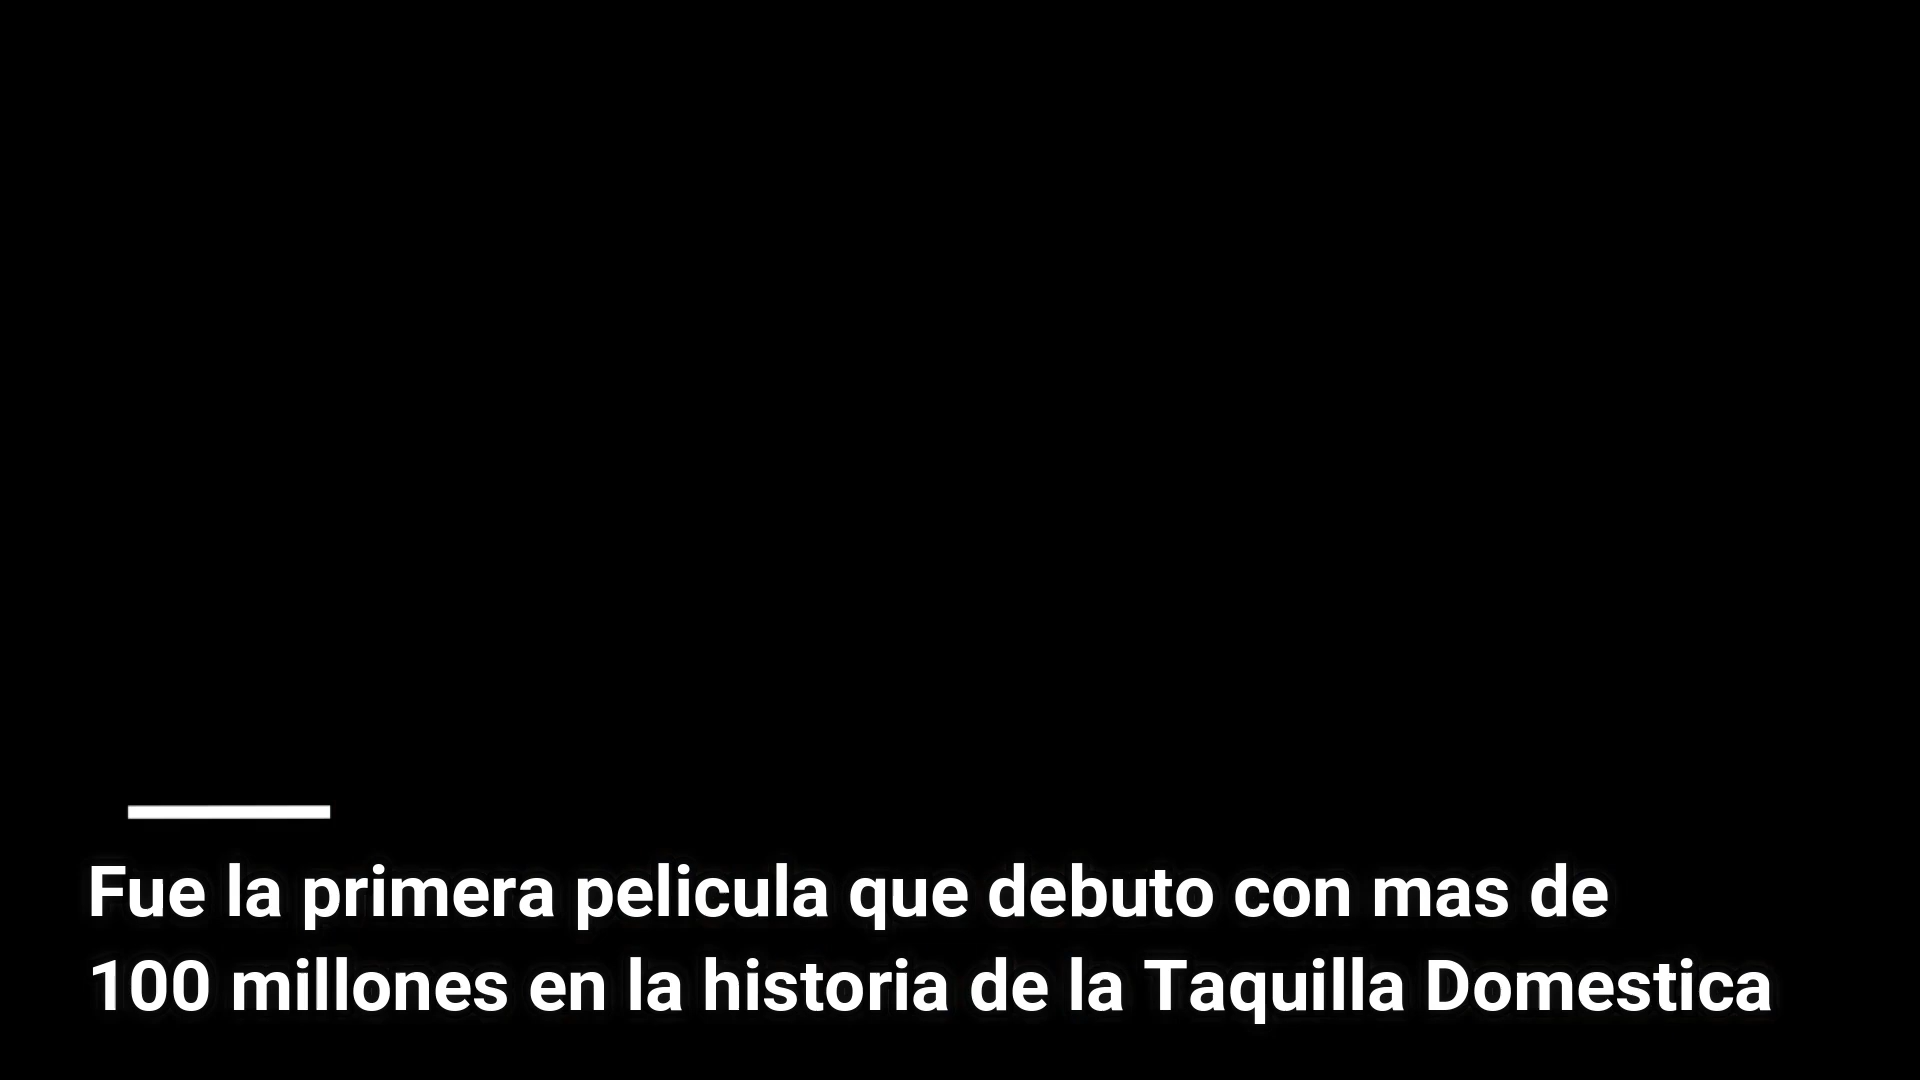 Fue la primera pelicula que debuto con mas de
100 millones en la historia de la Taquilla Domestica